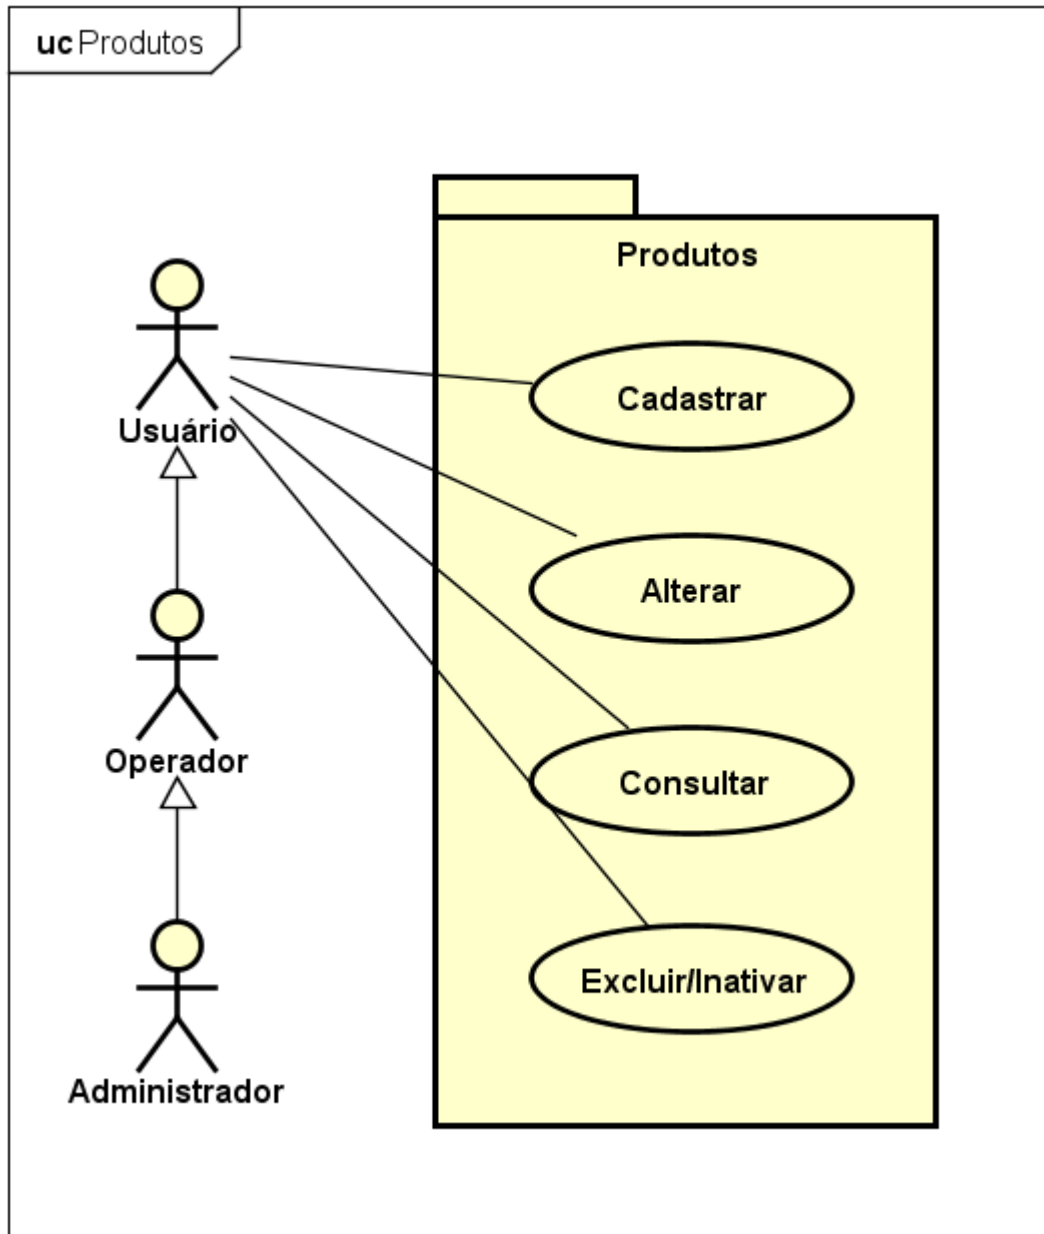 uc Produtos
Produtos
Usuário
Cadastrar
Alterar
Operador
Consultar
Excluir/Inativar
Administrador